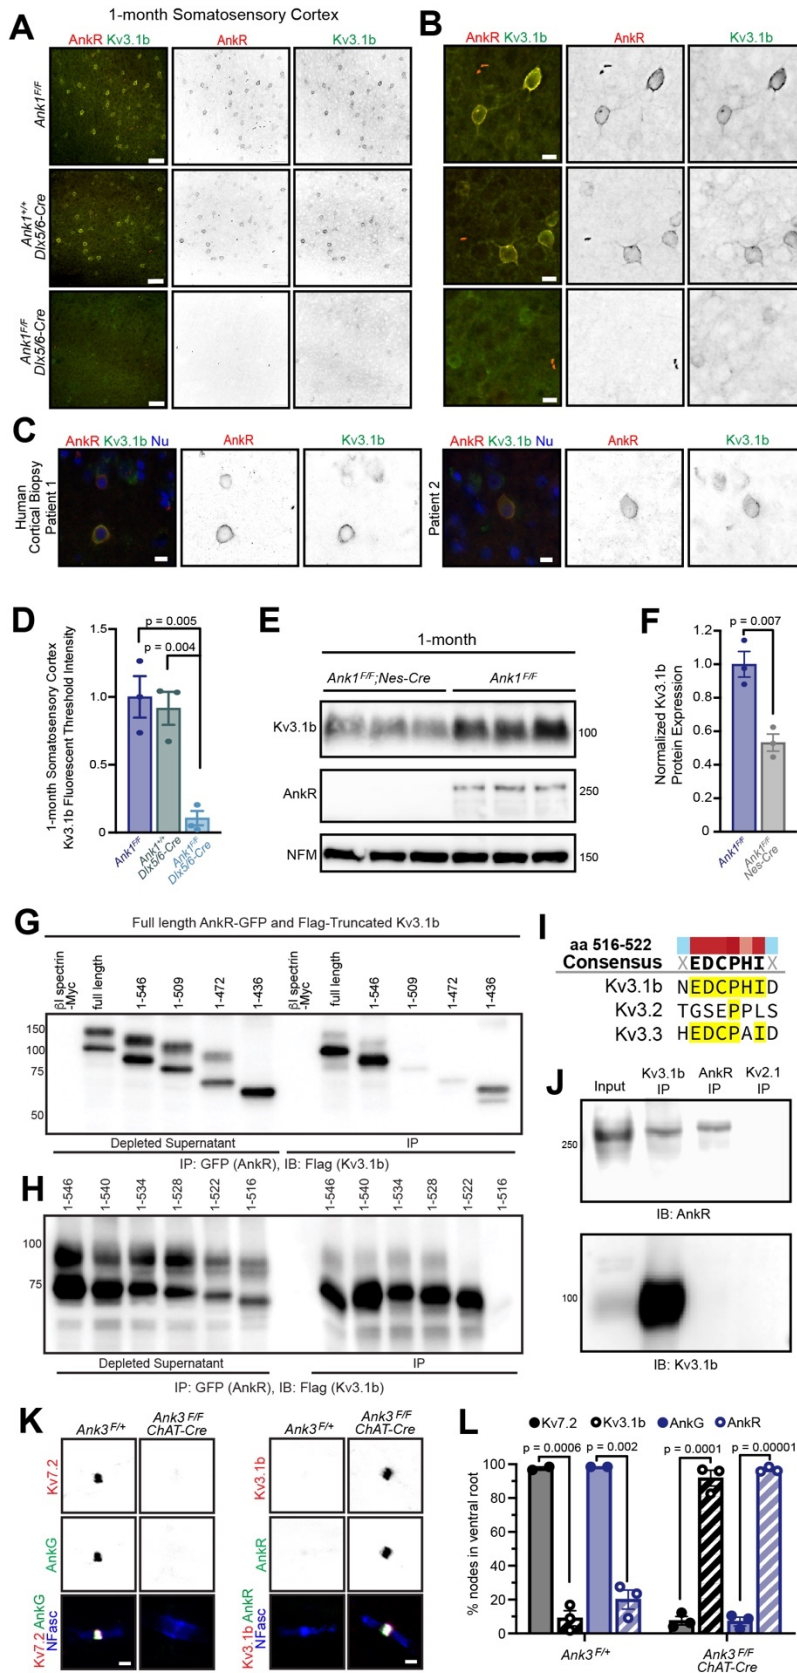 1-month Somatosensory Cortex
A
AnkR Kv3.1b
AnkR
Kv3.1b
Ank1F/F
Ank1+/+
Dlx5/6-Cre
Ank1F/F
Dlx5/6-Cre
B
AnkR Kv3.1b
AnkR
Kv3.1b
C
AnkR Kv3.1b Nu
AnkR
Kv3.1b
AnkR Kv3.1b Nu
AnkR
Kv3.1b
Human
Cortical Biopsy
Patient 1
Patient 2
D
1-month Somatosensory Cortex
Kv3.1b Fluorescent Threshold Intensity
p = 0.005
p = 0.004
1.5
1.0
0.5
0
Ank1F/F
Ank1+/+
Dlx5/6-Cre
Ank1F/F
Dlx5/6-Cre
E
1-month
Ank1F/F;Nes-Cre
Ank1F/F
Kv3.1b
100
AnkR
250
NFM
150
F
Normalized Kv3.1b
Protein Expression
p = 0.007
1.2
1.0
0.8
0.6
0.4
0.2
0
Ank1F/F
Ank1F/F
Nes-Cre
G
Full length AnkR-GFP and Flag-Truncated Kv3.1b
βI spectrin
-Myc
full length
1-546
1-509
1-472
1-436
βI spectrin
-Myc
full length
1-546
1-509
1-472
1-436
150
100
75
50
Depleted Supernatant
IP
IP: GFP (AnkR), IB: Flag (Kv3.1b)
H
1-546
1-540
1-534
1-528
1-522
1-516
1-546
1-540
1-534
1-528
1-522
1-516
100
75
Depleted Supernatant
IP
IP: GFP (AnkR), IB: Flag (Kv3.1b)
I
aa 516-522
Consensus XEDCPHIX
Kv3.1b NEDCPHID
Kv3.2 TGSEPPLS
Kv3.3 HEDCPAID
J
Input
Kv3.1b
IP
AnkR
IP
Kv2.1
IP
250
IB: AnkR
100
IB: Kv3.1b
K
Ank3F/+
Ank3F/F
ChAT-Cre
Ank3F/+
Ank3F/F
ChAT-Cre
Kv7.2
AnkG
Kv7.2 AnkG
NFasc
Kv3.1b
AnkR
Kv3.1b AnkR
NFasc
L
Kv7.2
Kv3.1b
AnkG
AnkR
p = 0.0006
p = 0.002
p = 0.0001
p = 0.00001
% nodes in ventral root
100
80
60
40
20
0
Ank3F/+
Ank3F/F
ChAT-Cre